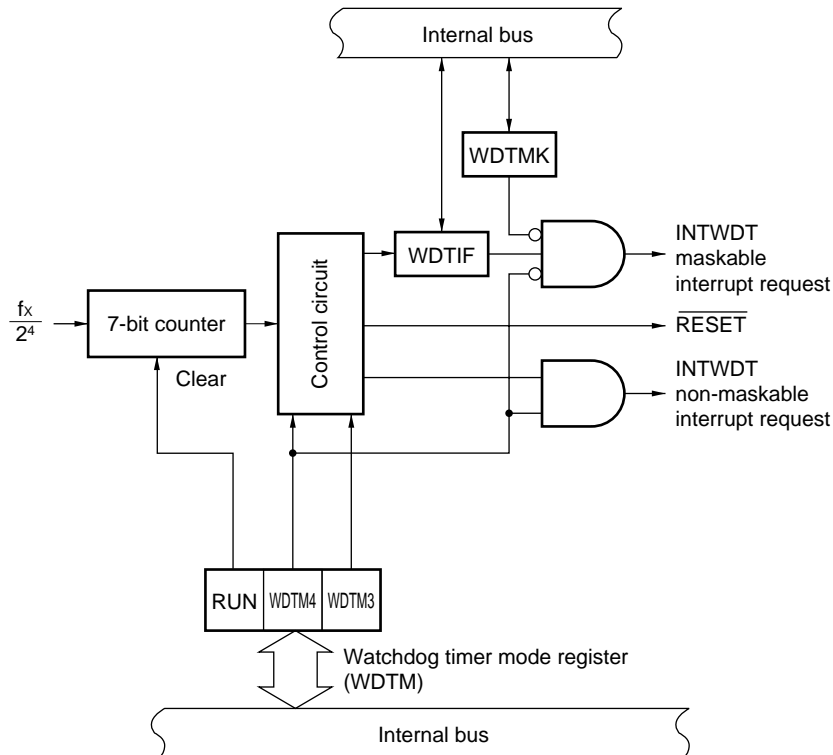 Internal bus
WDTMK
WDTIF
INTWDT
maskable
interrupt request
fX
2⁴
7-bit counter
Control circuit
RESET
Clear
INTWDT
non-maskable
interrupt request
RUN
WDTM4
WDTM3
Watchdog timer mode register
(WDTM)
Internal bus